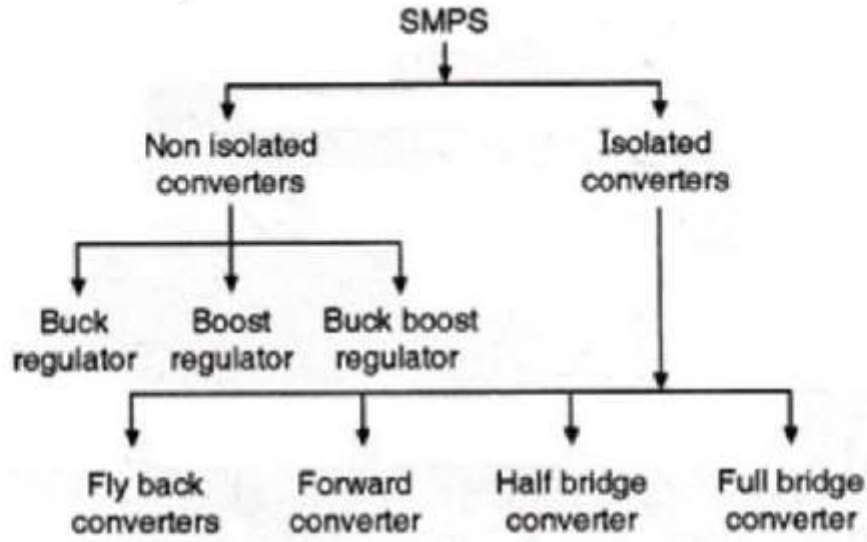 SMPS
Non isolated
converters
Isolated
converters
Buck
regulator
Boost
regulator
Buck boost
regulator
Fly back
converters
Forward
converter
Half bridge
converter
Full bridge
converter